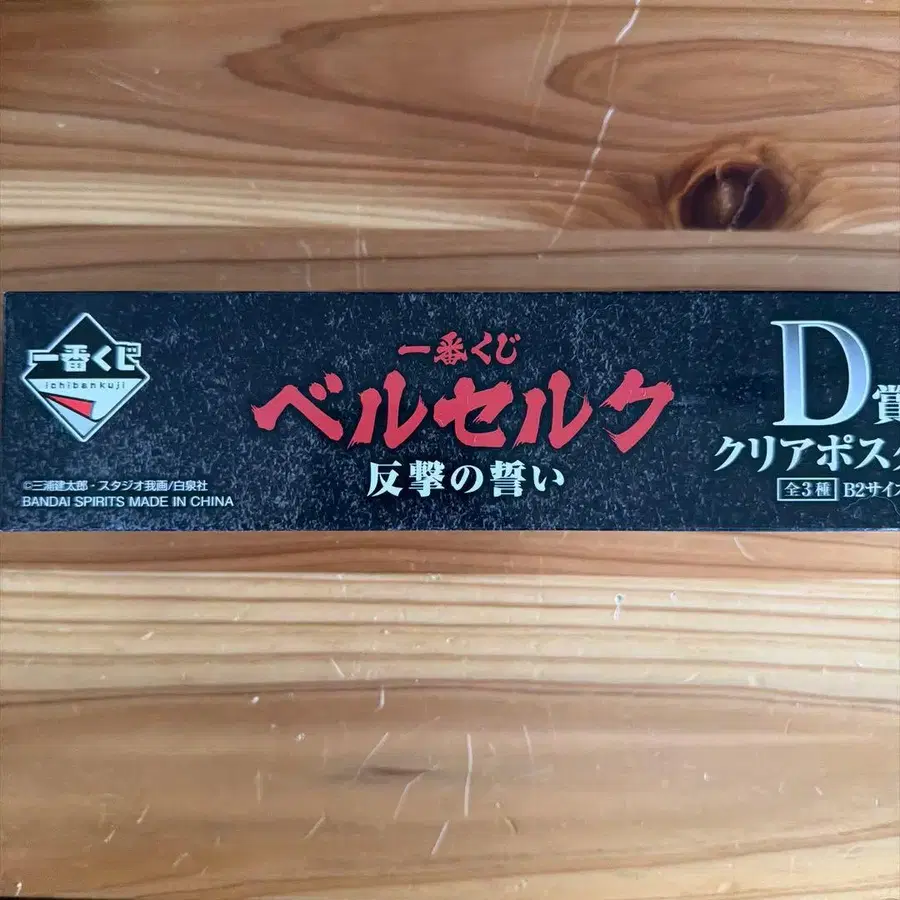 一番くじ
ichibankuji
©三浦建太郎・スタジオ我画/白泉社
BANDAI SPIRITS MADE IN CHINA
一番くじ
ベルセルク
反撃の誓い
D賞
クリアポスタ
全3種 B2サイズ